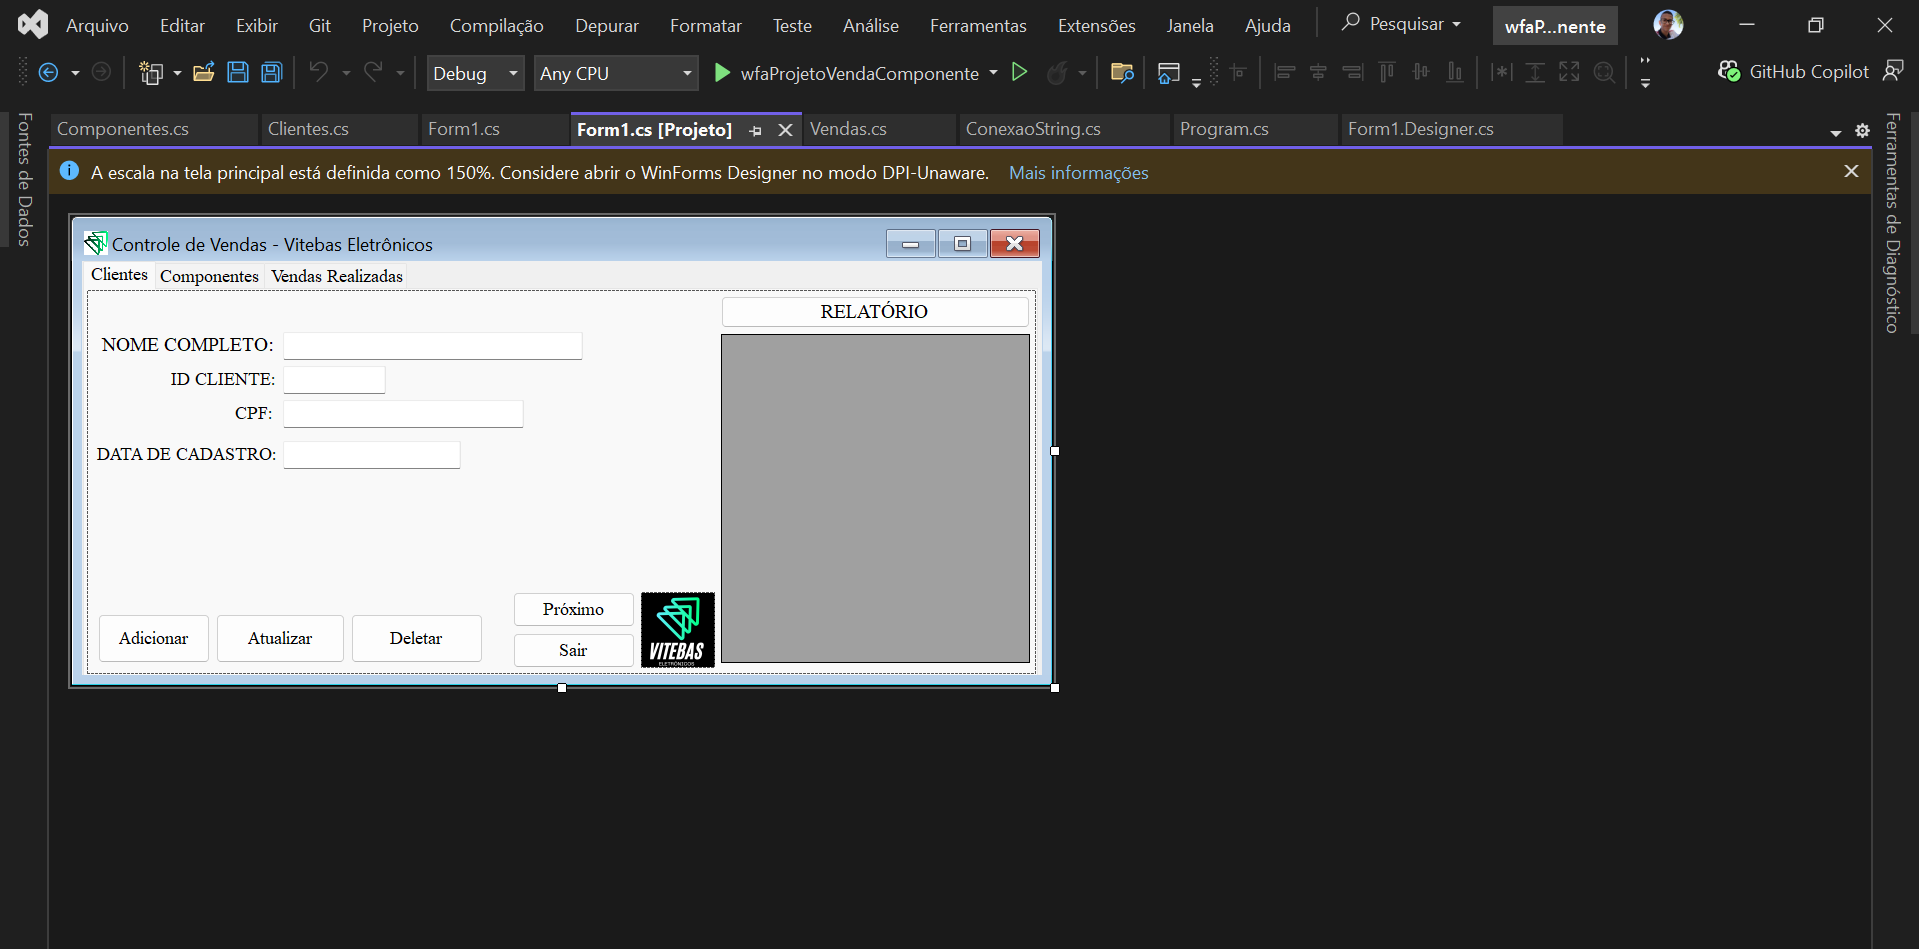 Arquivo Editar Exibir Git Projeto Compilação Depurar Formatar Teste Análise Ferramentas Extensões Janela Ajuda Pesquisar wfaP...nente
Debug Any CPU wfaProjetoVendaComponente GitHub Copilot
Componentes.cs Clientes.cs Form1.cs Form1.cs [Projeto] Vendas.cs ConexaoString.cs Program.cs Form1.Designer.cs
Fontes de Dados
Ferramentas de Diagnóstico
A escala na tela principal está definida como 150%. Considere abrir o WinForms Designer no modo DPI-Unaware. Mais informações
Controle de Vendas - Vitebas Eletrônicos
Clientes Componentes Vendas Realizadas
RELATÓRIO
NOME COMPLETO:
ID CLIENTE:
CPF:
DATA DE CADASTRO:
Adicionar Atualizar Deletar
Próximo
Sair
VITEBAS
ELETRÔNICOS